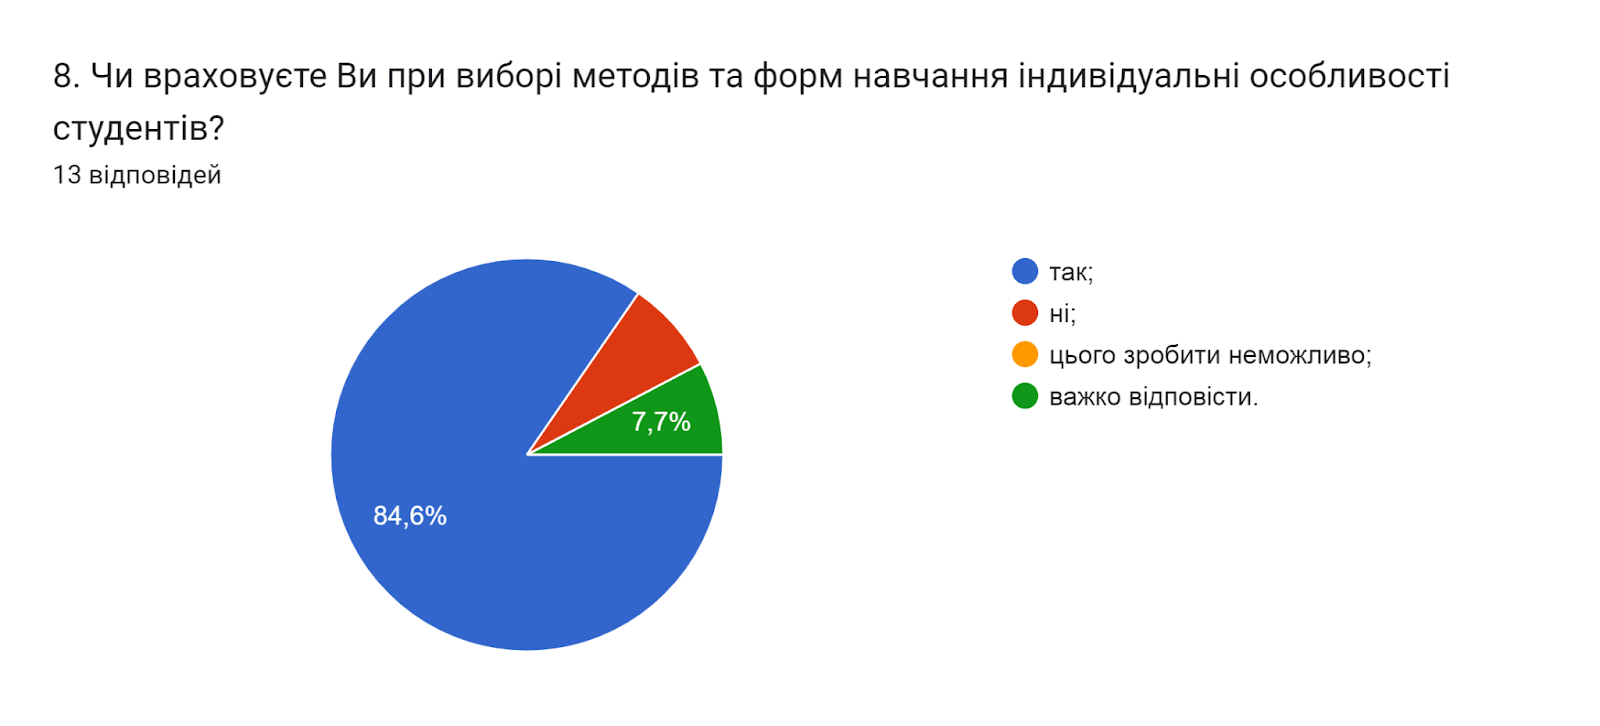 8. Чи враховуєте Ви при виборі методів та форм навчання індивідуальні особливості
студентів?
13 відповідей
так;
ні;
цього зробити неможливо;
важко відповісти.
7,7%
84,6%